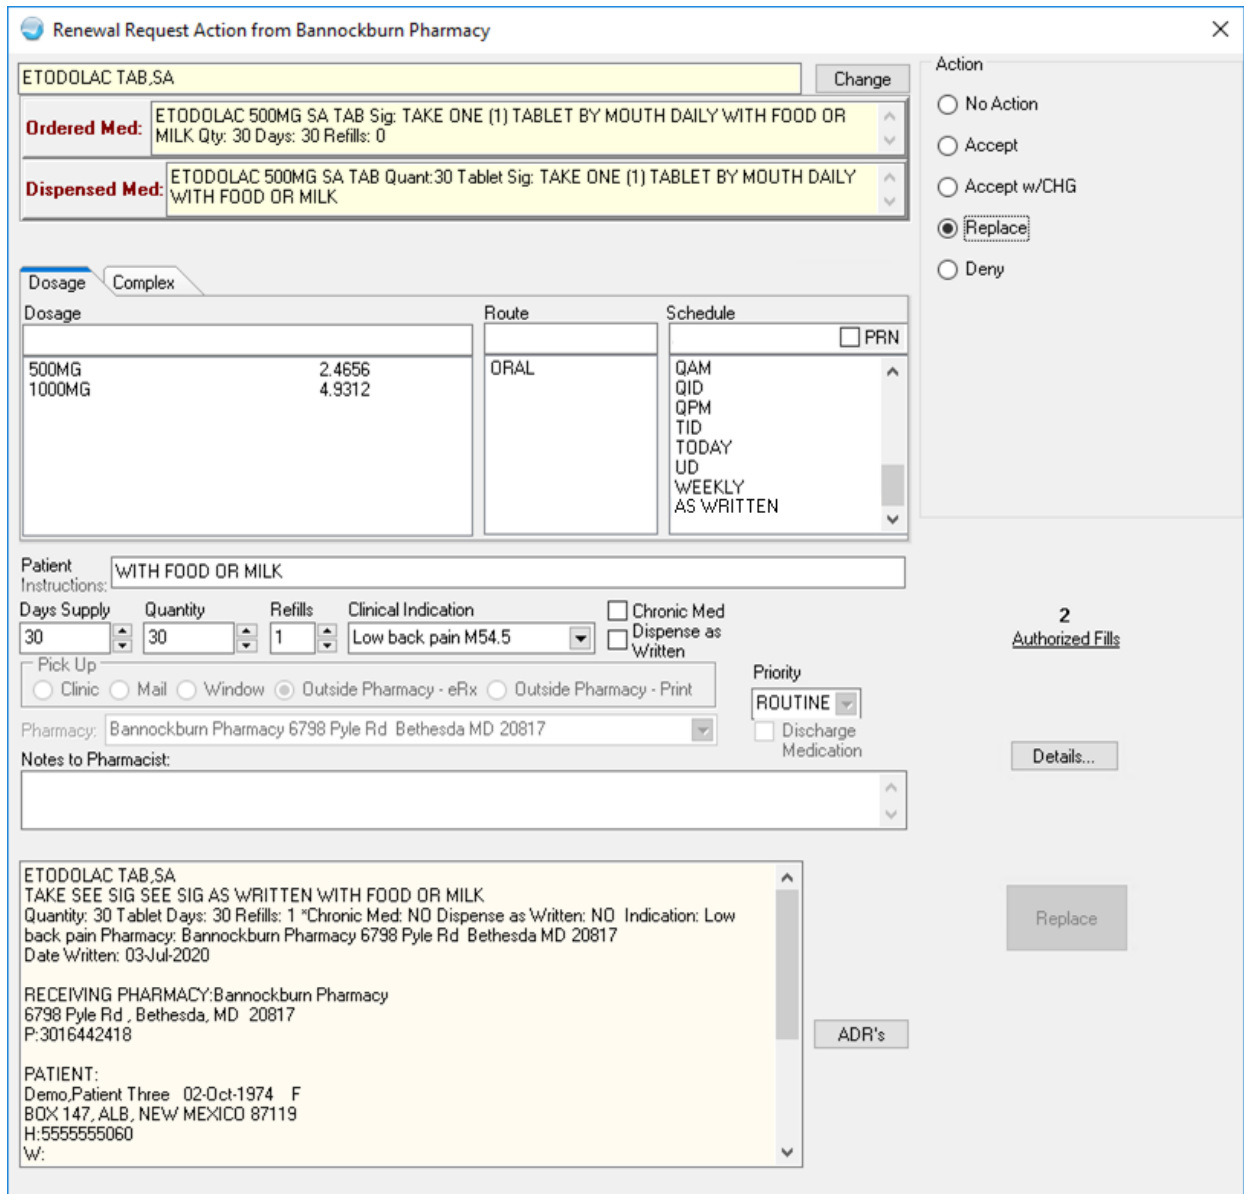 Renewal Request Action from Bannockburn Pharmacy
ETODOLAC TAB,SA
Change
Ordered Med:
ETODOLAC 500MG SA TAB Sig: TAKE ONE (1) TABLET BY MOUTH DAILY WITH FOOD OR
MILK Qty: 30 Days: 30 Refills: 0
Dispensed Med:
ETODOLAC 500MG SA TAB Quant:30 Tablet Sig: TAKE ONE (1) TABLET BY MOUTH DAILY
WITH FOOD OR MILK
Action
No Action
Accept
Accept w/CHG
Replace
Deny
Dosage Complex
Dosage Route Schedule
PRN
500MG 2.4656
1000MG 4.9312
ORAL
QAM
QID
QPM
TID
TODAY
UD
WEEKLY
AS WRITTEN
Patient
Instructions:
WITH FOOD OR MILK
Days Supply Quantity Refills Clinical Indication
30 30 1 Low back pain M54.5
Chronic Med
Dispense as
Written
2
Authorized Fills
Pick Up
Clinic Mail Window Outside Pharmacy - eRx Outside Pharmacy - Print
Priority
ROUTINE
Pharmacy: Bannockburn Pharmacy 6798 Pyle Rd Bethesda MD 20817
Discharge
Medication
Details...
Notes to Pharmacist:
ETODOLAC TAB,SA
TAKE SEE SIG SEE SIG AS WRITTEN WITH FOOD OR MILK
Quantity: 30 Tablet Days: 30 Refills: 1 *Chronic Med: NO Dispense as Written: NO Indication: Low
back pain Pharmacy: Bannockburn Pharmacy 6798 Pyle Rd Bethesda MD 20817
Date Written: 03-Jul-2020
RECEIVING PHARMACY:Bannockburn Pharmacy
6798 Pyle Rd , Bethesda, MD 20817
P:3016442418
PATIENT:
Demo,Patient Three 02-Oct-1974 F
BOX 147, ALB, NEW MEXICO 87119
H:5555555060
W:
Replace
ADR's